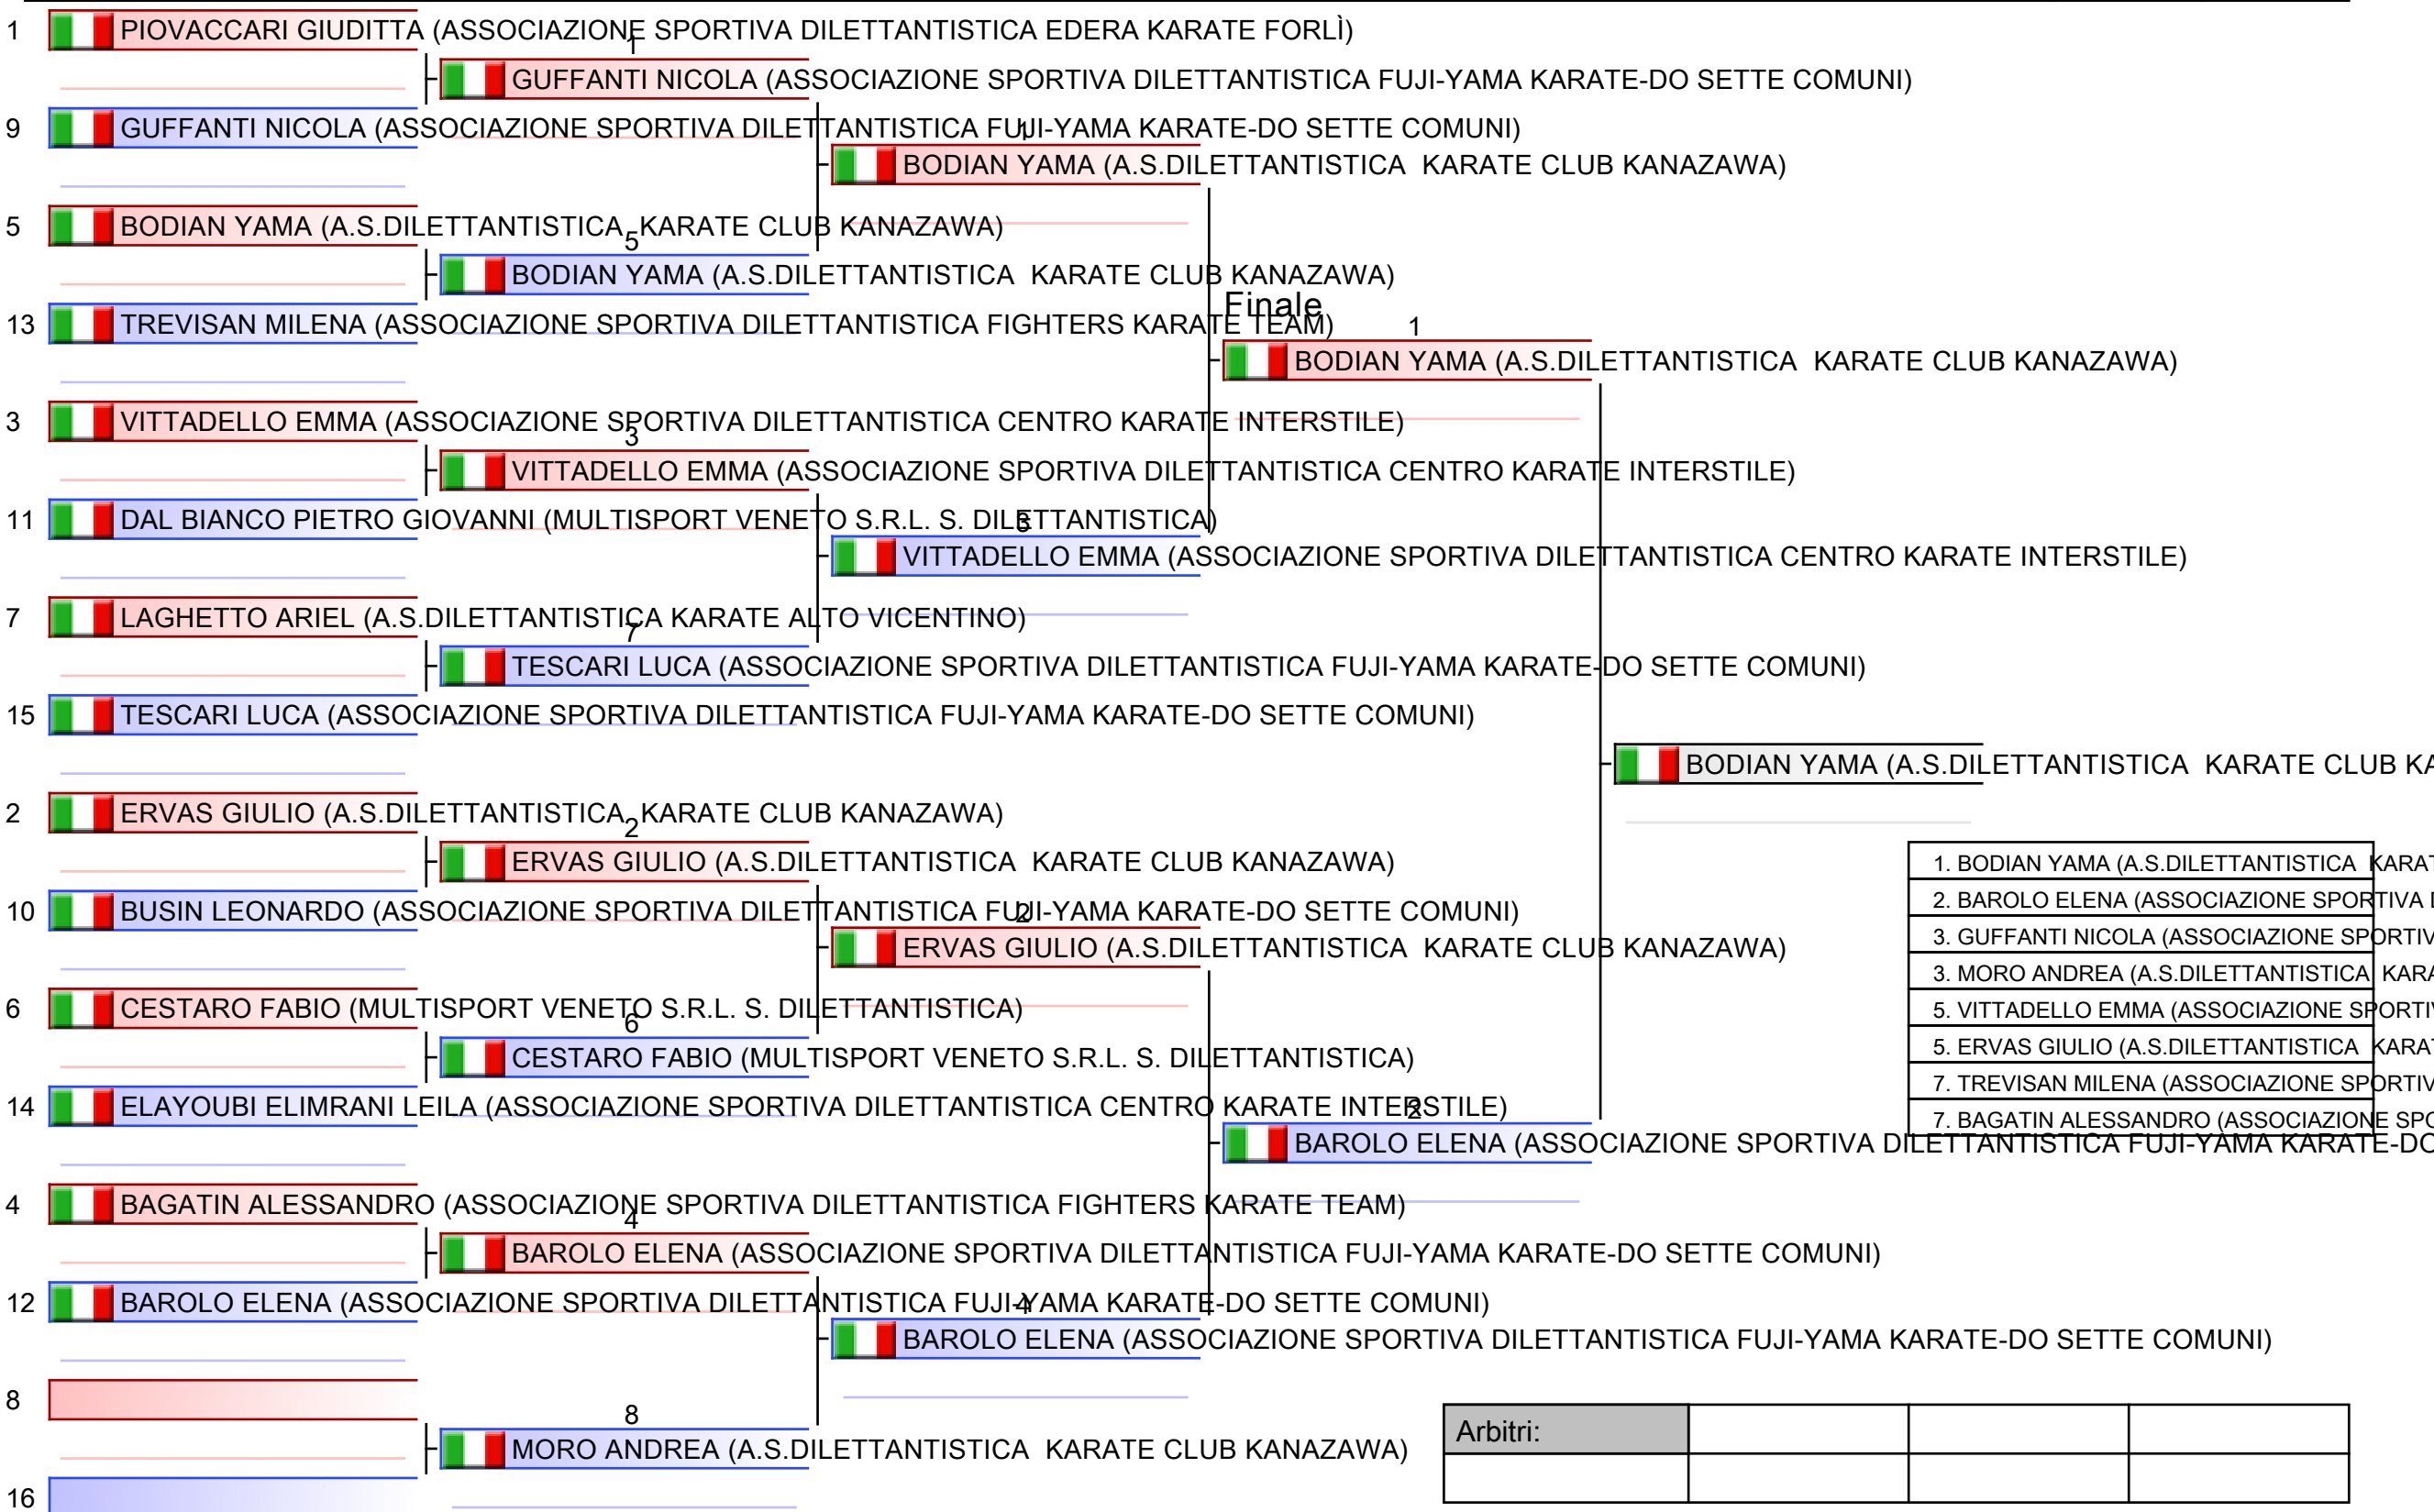 1 PIOVACCARI GIUDITTA (ASSOCIAZIONE SPORTIVA DILETTANTISTICA EDERA KARATE FORLÌ)
1
GUFFANTI NICOLA (ASSOCIAZIONE SPORTIVA DILETTANTISTICA FUJI-YAMA KARATE-DO SETTE COMUNI)
9 GUFFANTI NICOLA (ASSOCIAZIONE SPORTIVA DILETTANTISTICA FUJI-YAMA KARATE-DO SETTE COMUNI)
1
BODIAN YAMA (A.S.DILETTANTISTICA KARATE CLUB KANAZAWA)
5 BODIAN YAMA (A.S.DILETTANTISTICA KARATE CLUB KANAZAWA)
5
BODIAN YAMA (A.S.DILETTANTISTICA KARATE CLUB KANAZAWA)
Finale
13 TREVISAN MILENA (ASSOCIAZIONE SPORTIVA DILETTANTISTICA FIGHTERS KARATE TEAM)
1
BODIAN YAMA (A.S.DILETTANTISTICA KARATE CLUB KANAZAWA)
3 VITTADELLO EMMA (ASSOCIAZIONE SPORTIVA DILETTANTISTICA CENTRO KARATE INTERSTILE)
3
VITTADELLO EMMA (ASSOCIAZIONE SPORTIVA DILETTANTISTICA CENTRO KARATE INTERSTILE)
11 DAL BIANCO PIETRO GIOVANNI (MULTISPORT VENETO S.R.L. S. DILETTANTISTICA)
3
VITTADELLO EMMA (ASSOCIAZIONE SPORTIVA DILETTANTISTICA CENTRO KARATE INTERSTILE)
7 LAGHETTO ARIEL (A.S.DILETTANTISTICA KARATE ALTO VICENTINO)
7
TESCARI LUCA (ASSOCIAZIONE SPORTIVA DILETTANTISTICA FUJI-YAMA KARATE-DO SETTE COMUNI)
15 TESCARI LUCA (ASSOCIAZIONE SPORTIVA DILETTANTISTICA FUJI-YAMA KARATE-DO SETTE COMUNI)
BODIAN YAMA (A.S.DILETTANTISTICA KARATE CLUB KA
2 ERVAS GIULIO (A.S.DILETTANTISTICA KARATE CLUB KANAZAWA)
2
ERVAS GIULIO (A.S.DILETTANTISTICA KARATE CLUB KANAZAWA)
10 BUSIN LEONARDO (ASSOCIAZIONE SPORTIVA DILETTANTISTICA FUJI-YAMA KARATE-DO SETTE COMUNI)
2
ERVAS GIULIO (A.S.DILETTANTISTICA KARATE CLUB KANAZAWA)
6 CESTARO FABIO (MULTISPORT VENETO S.R.L. S. DILETTANTISTICA)
6
CESTARO FABIO (MULTISPORT VENETO S.R.L. S. DILETTANTISTICA)
14 ELAYOUBI ELIMRANI LEILA (ASSOCIAZIONE SPORTIVA DILETTANTISTICA CENTRO KARATE INTERSTILE)
2
BAROLO ELENA (ASSOCIAZIONE SPORTIVA DILETTANTISTICA FUJI-YAMA KARATE-DO
4 BAGATIN ALESSANDRO (ASSOCIAZIONE SPORTIVA DILETTANTISTICA FIGHTERS KARATE TEAM)
4
BAROLO ELENA (ASSOCIAZIONE SPORTIVA DILETTANTISTICA FUJI-YAMA KARATE-DO SETTE COMUNI)
12 BAROLO ELENA (ASSOCIAZIONE SPORTIVA DILETTANTISTICA FUJI-YAMA KARATE-DO SETTE COMUNI)
4
BAROLO ELENA (ASSOCIAZIONE SPORTIVA DILETTANTISTICA FUJI-YAMA KARATE-DO SETTE COMUNI)
8
8
MORO ANDREA (A.S.DILETTANTISTICA KARATE CLUB KANAZAWA)
16
1. BODIAN YAMA (A.S.DILETTANTISTICA KARAT
2. BAROLO ELENA (ASSOCIAZIONE SPORTIVA D
3. GUFFANTI NICOLA (ASSOCIAZIONE SPORTIV
3. MORO ANDREA (A.S.DILETTANTISTICA KARA
5. VITTADELLO EMMA (ASSOCIAZIONE SPORTIV
5. ERVAS GIULIO (A.S.DILETTANTISTICA KARAT
7. TREVISAN MILENA (ASSOCIAZIONE SPORTIV
7. BAGATIN ALESSANDRO (ASSOCIAZIONE SPO
Arbitri: